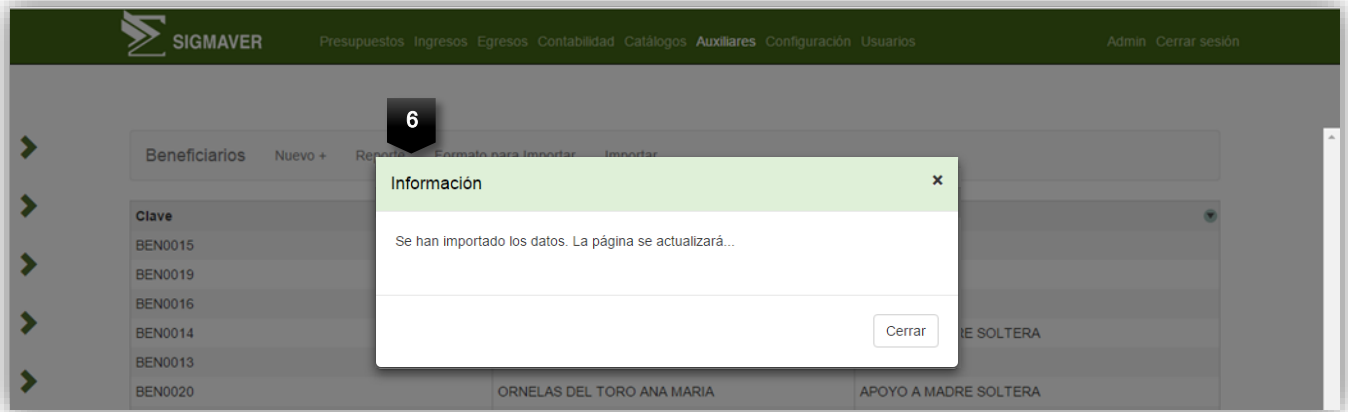 SIGMAVER Presupuestos Ingresos Egresos Contabilidad Catálogos Auxiliares Configuración Usuarios Admin Cerrar sesión
6
Beneficiarios Nuevo + Reporte Formato para Importar Importar
Información ×
Clave
Se han importado los datos. La página se actualizará...
BEN0015
BEN0019
BEN0016
Cerrar
BEN0014 SOLTERA
BEN0013
BEN0020 ORNELAS DEL TORO ANA MARIA APOYO A MADRE SOLTERA